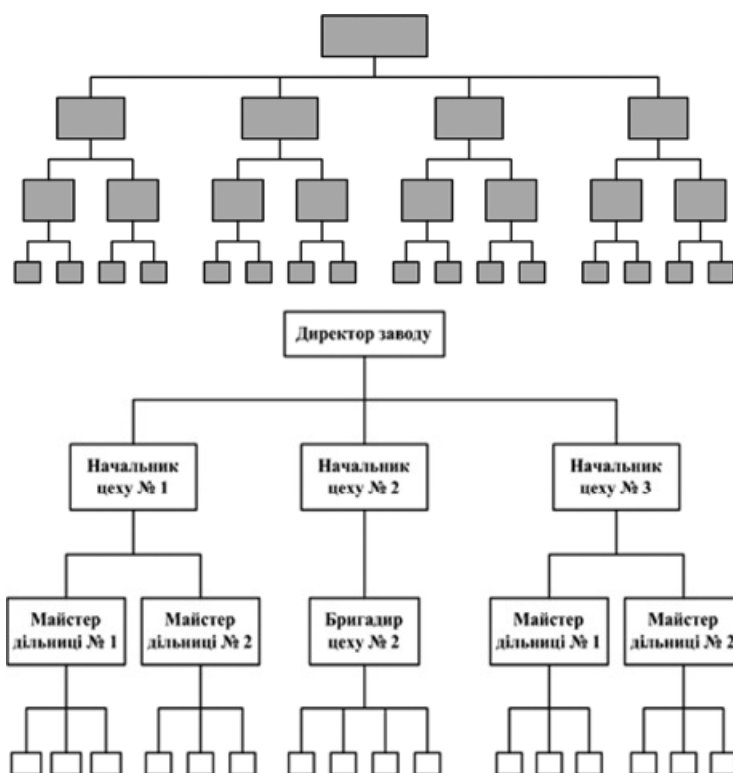 Директор заводу
Начальник
цеху № 1
Начальник
цеху № 2
Начальник
цеху № 3
Майстер
дільниці № 1
Майстер
дільниці № 2
Бригадир
цеху № 2
Майстер
дільниці № 1
Майстер
дільниці № 2